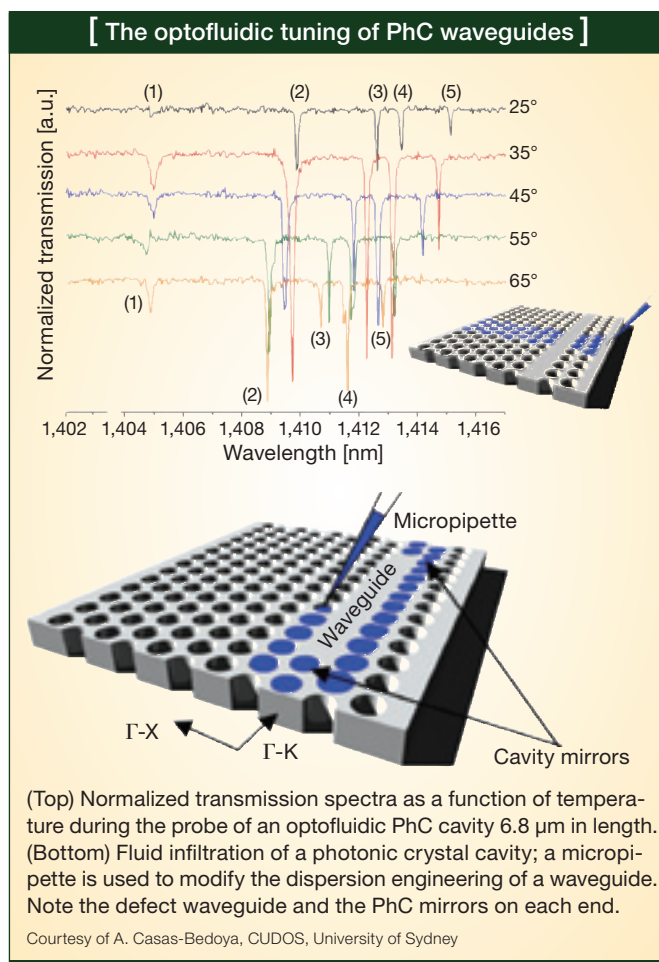 [ The optofluidic tuning of PhC waveguides ]
Normalized transmission [a.u.]
(1) (2) (3) (4) (5)
25°
35°
45°
55°
65°
(1)
(3) (5)
(2) (4)
1,402 1,404 1,406 1,408 1,410 1,412 1,414 1,416
Wavelength [nm]
Micropipette
Waveguide
Γ-X
Γ-K
Cavity mirrors
(Top) Normalized transmission spectra as a function of tempera-
ture during the probe of an optofluidic PhC cavity 6.8 µm in length.
(Bottom) Fluid infiltration of a photonic crystal cavity; a micropi-
pette is used to modify the dispersion engineering of a waveguide.
Note the defect waveguide and the PhC mirrors on each end.
Courtesy of A. Casas-Bedoya, CUDOS, University of Sydney